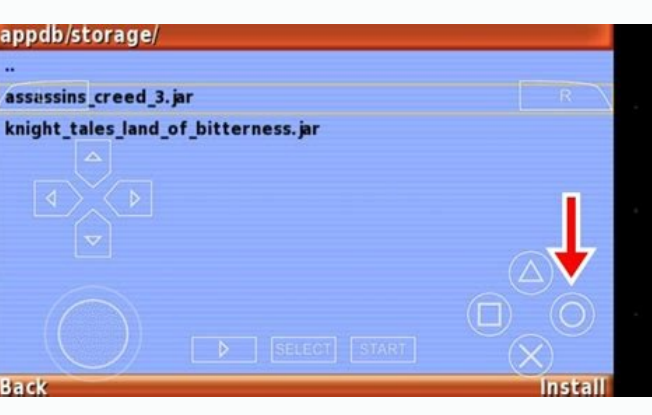 appdb/storage/
..
assassins_creed_3.jar
R
knight_tales_land_of_bitterness.jar
SELECT START
Back Install